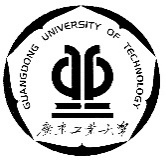 GUANGDONG UNIVERSITY OF TECHNOLOGY
廣東工業大學